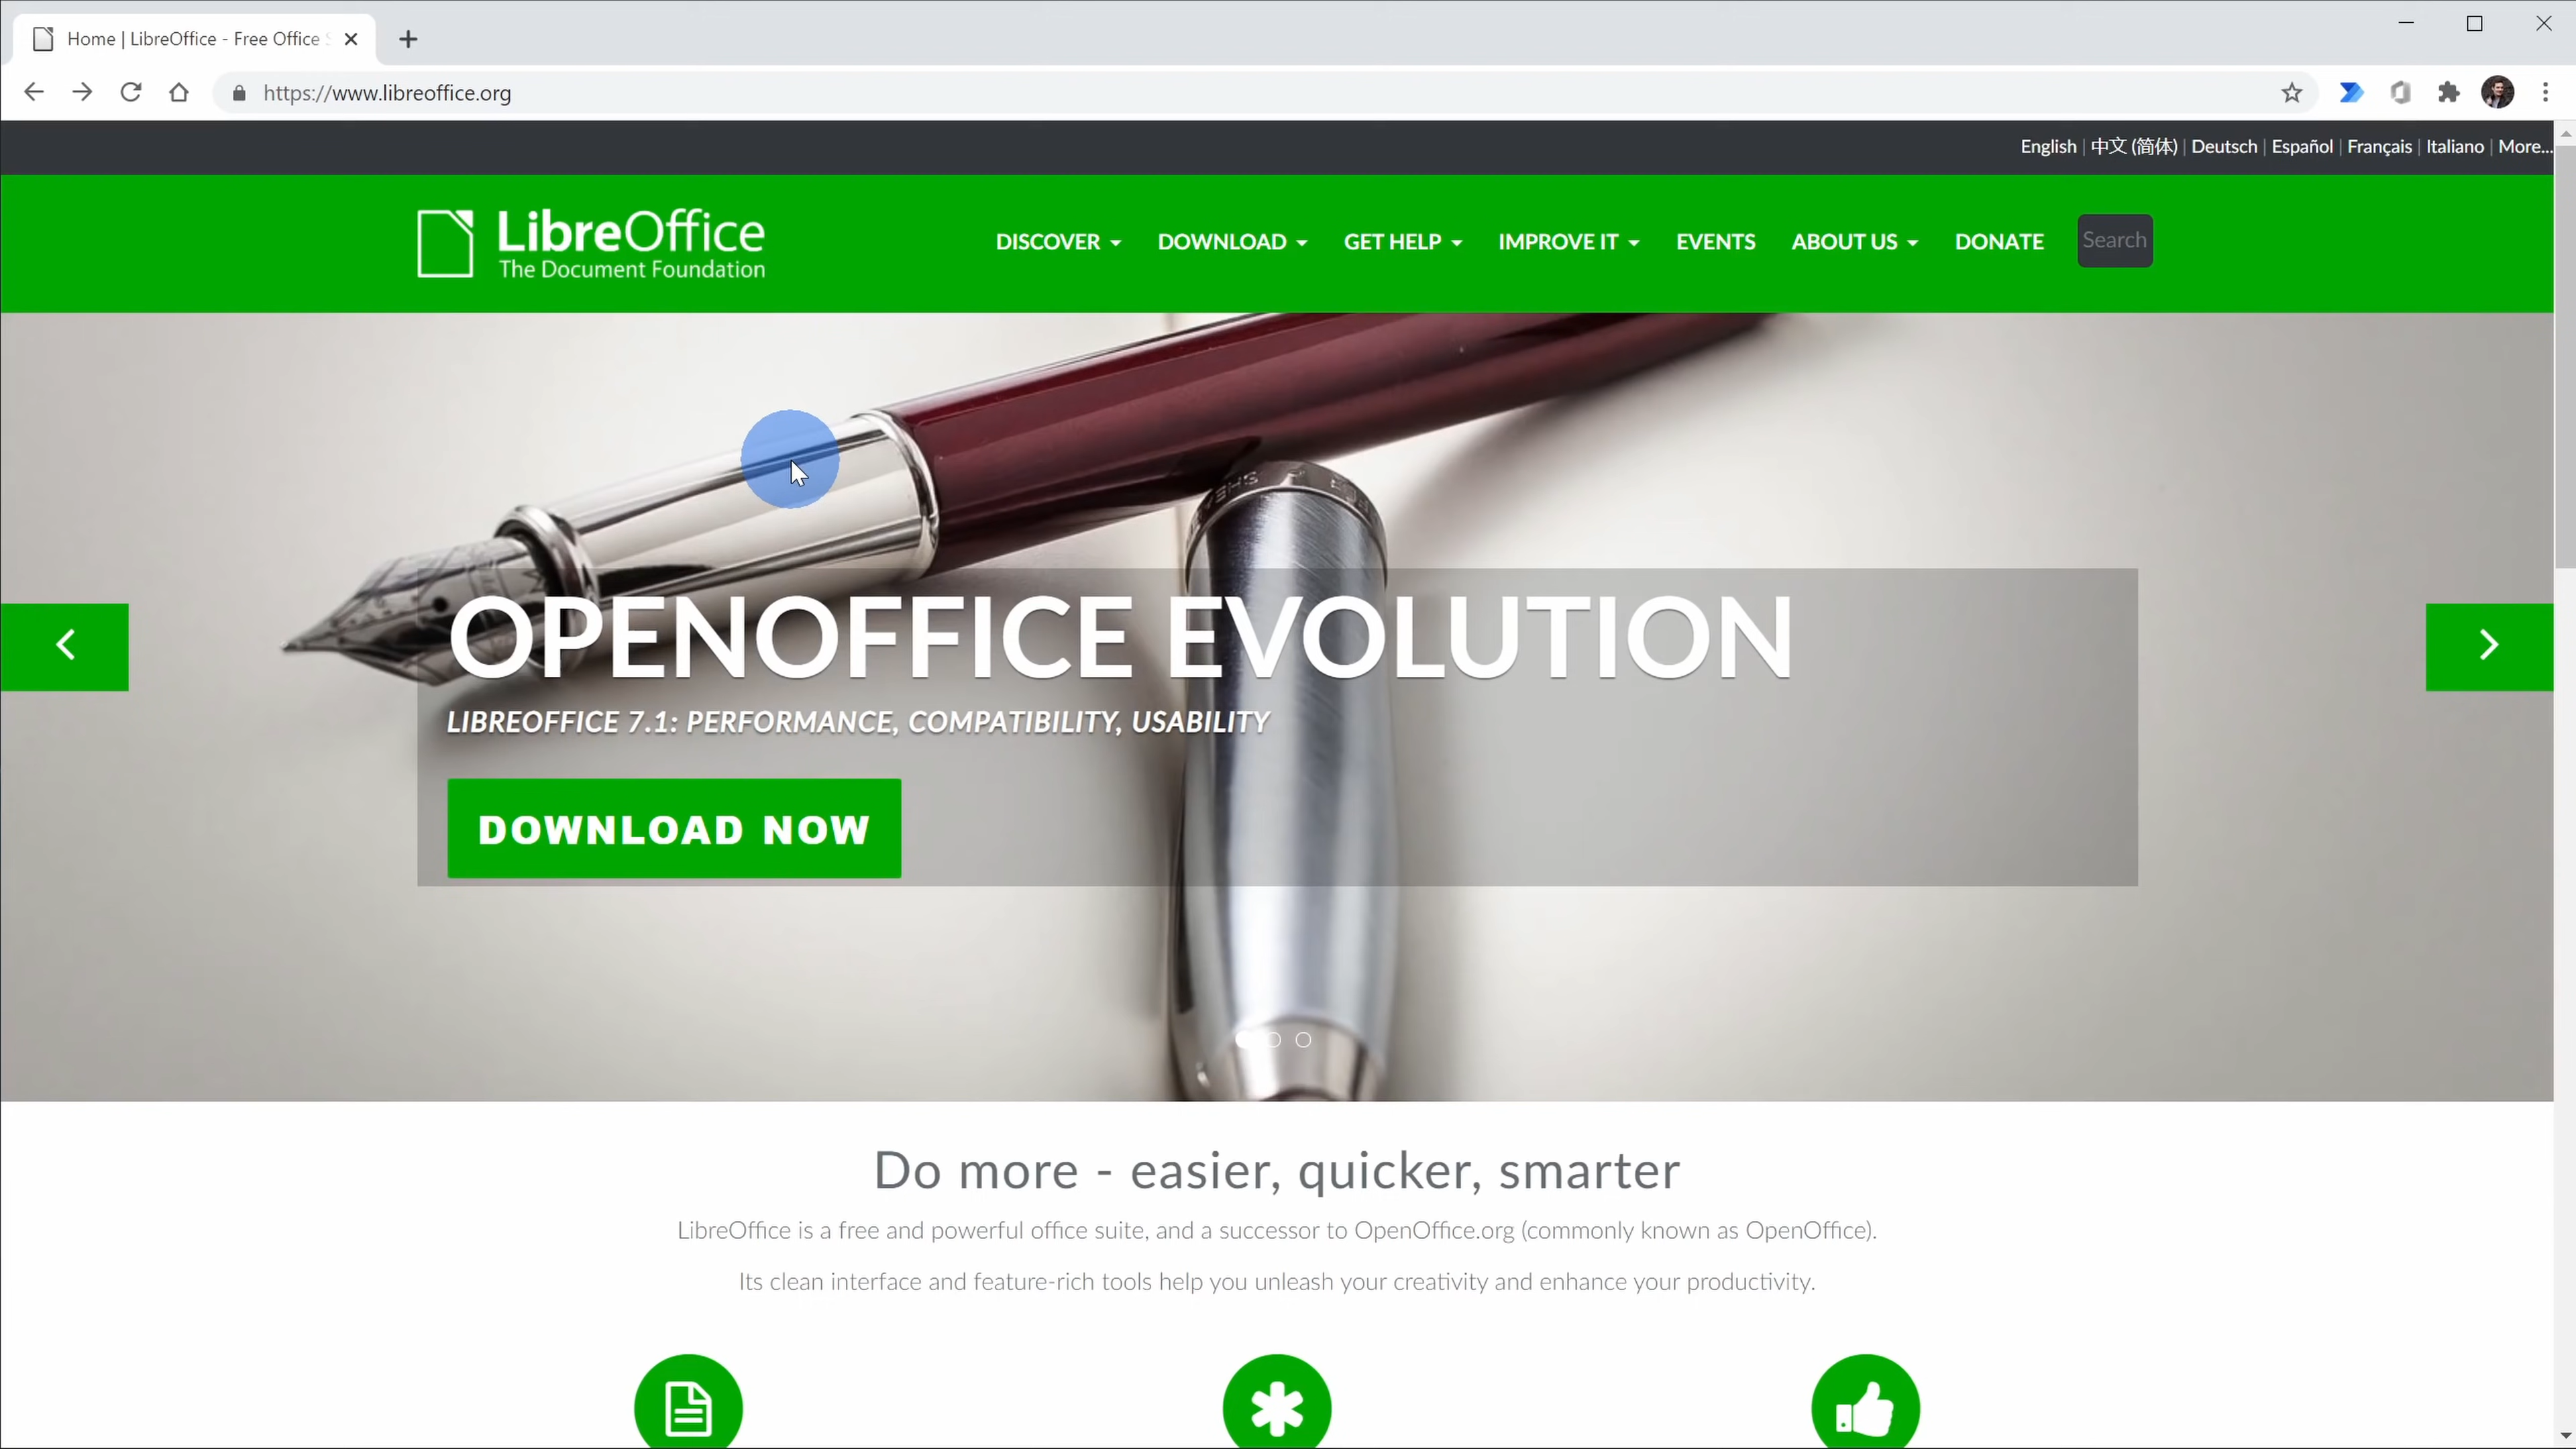 Home | LibreOffice - Free Office
https://www.libreoffice.org
English | 中文 (简体) | Deutsch | Español | Français | Italiano | More...
LibreOffice
The Document Foundation
DISCOVER
DOWNLOAD
GET HELP
IMPROVE IT
EVENTS
ABOUT US
DONATE
Search
OPENOFFICE EVOLUTION
LIBREOFFICE 7.1: PERFORMANCE, COMPATIBILITY, USABILITY
DOWNLOAD NOW
Do more - easier, quicker, smarter
LibreOffice is a free and powerful office suite, and a successor to OpenOffice.org (commonly known as OpenOffice).
Its clean interface and feature-rich tools help you unleash your creativity and enhance your productivity.